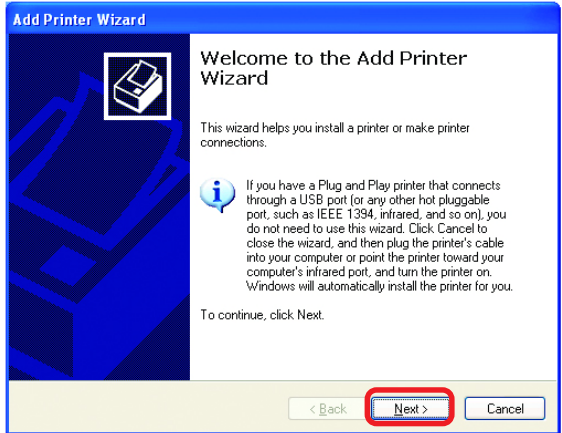 Add Printer Wizard
Welcome to the Add Printer
Wizard
This wizard helps you install a printer or make printer
connections.
If you have a Plug and Play printer that connects
through a USB port (or any other hot pluggable
port, such as IEEE 1394, infrared, and so on), you
do not need to use this wizard. Click Cancel to
close the wizard, and then plug the printer's cable
into your computer or point the printer toward your
computer's infrared port, and turn the printer on.
Windows will automatically install the printer for you.
To continue, click Next.
< Back Next > Cancel